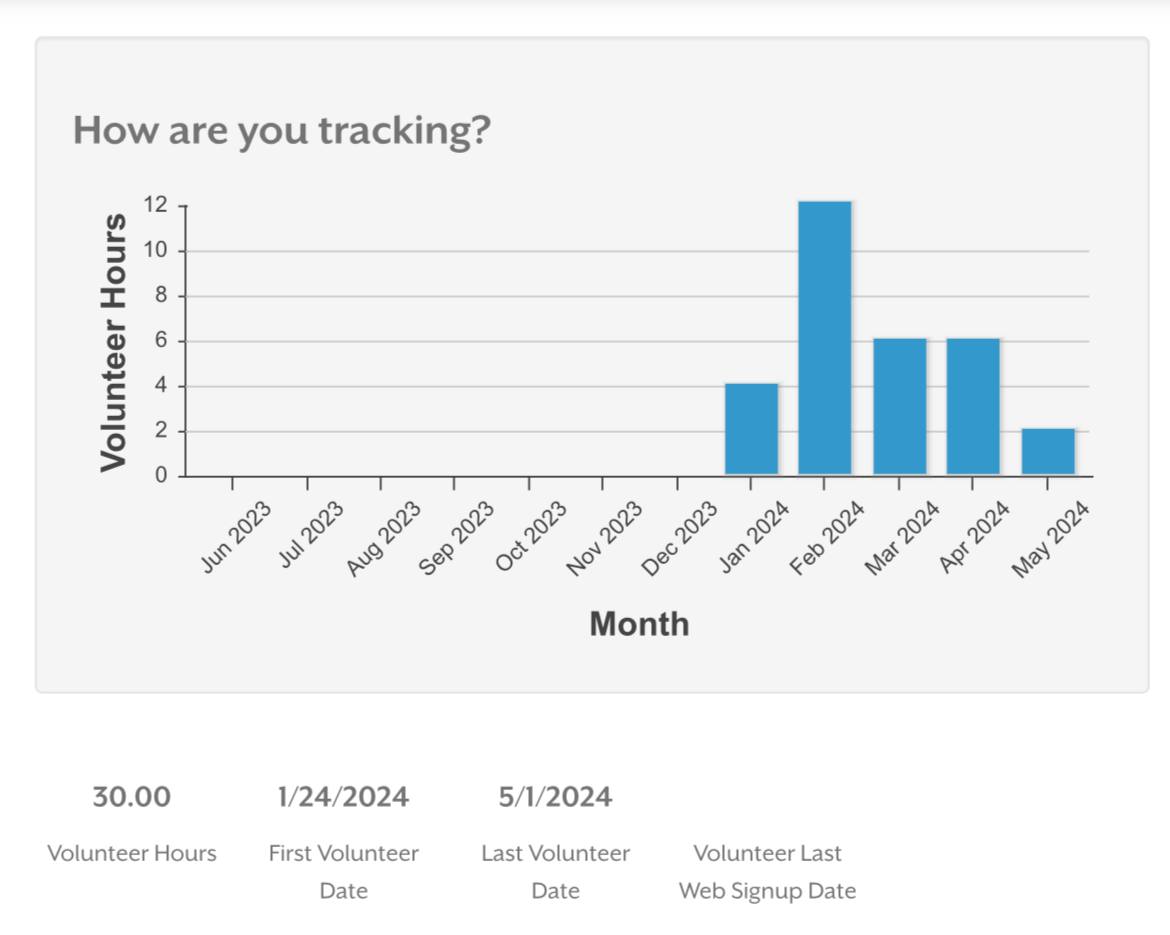 How are you tracking?
Volunteer Hours
12
10
8
6
4
2
0
Jun 2023
Jul 2023
Aug 2023
Sep 2023
Oct 2023
Nov 2023
Dec 2023
Jan 2024
Feb 2024
Mar 2024
Apr 2024
May 2024
Month
30.00
Volunteer Hours
1/24/2024
First Volunteer
Date
5/1/2024
Last Volunteer
Date
Volunteer Last
Web Signup Date